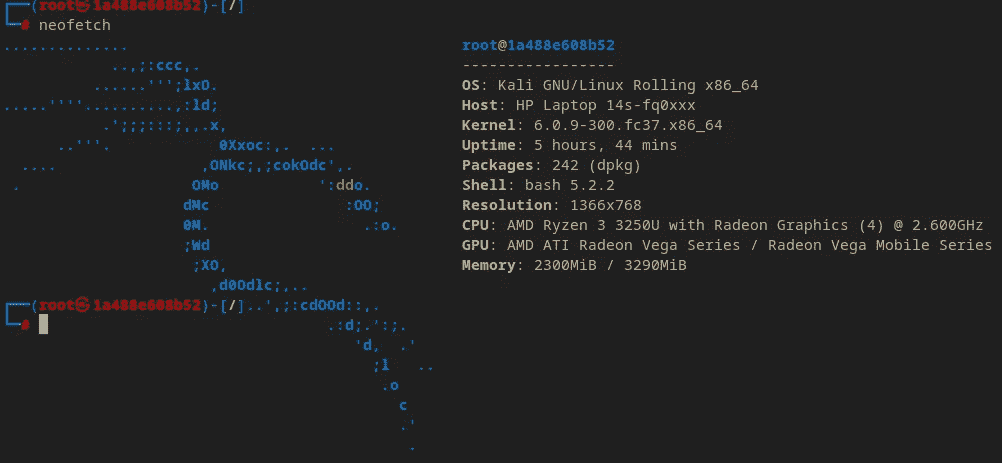 ┌──(root㉿1a488e608b52)-[/]
└─# neofetch
..............
            ..,;:ccc,.
          ......''';lxO.
.....''''..........,:ld;
           .';;;:::;,,.x,
      ..'''.            0Xxoc:,.  ...
  ....                ,ONkc;,;cokOdc',.
 .                   OMo           ':ddo.
                    dMc               :OO;
                    0M.                 .:o.
                    ;Wd
                     ;XO,
                       ,d0Odlc;,..
┌──(root㉿1a488e608b52)-[/]..',;:cdOOd::,.
└─#                                 .:d;.':;.
                                       'd,  .'
                                         ;l   ..
                                          .o
                                            c
                                            .'
                                             .
root@1a488e608b52
-----------------
OS: Kali GNU/Linux Rolling x86_64
Host: HP Laptop 14s-fq0xxx
Kernel: 6.0.9-300.fc37.x86_64
Uptime: 5 hours, 44 mins
Packages: 242 (dpkg)
Shell: bash 5.2.2
Resolution: 1366x768
CPU: AMD Ryzen 3 3250U with Radeon Graphics (4) @ 2.600GHz
GPU: AMD ATI Radeon Vega Series / Radeon Vega Mobile Series
Memory: 2300MiB / 3290MiB